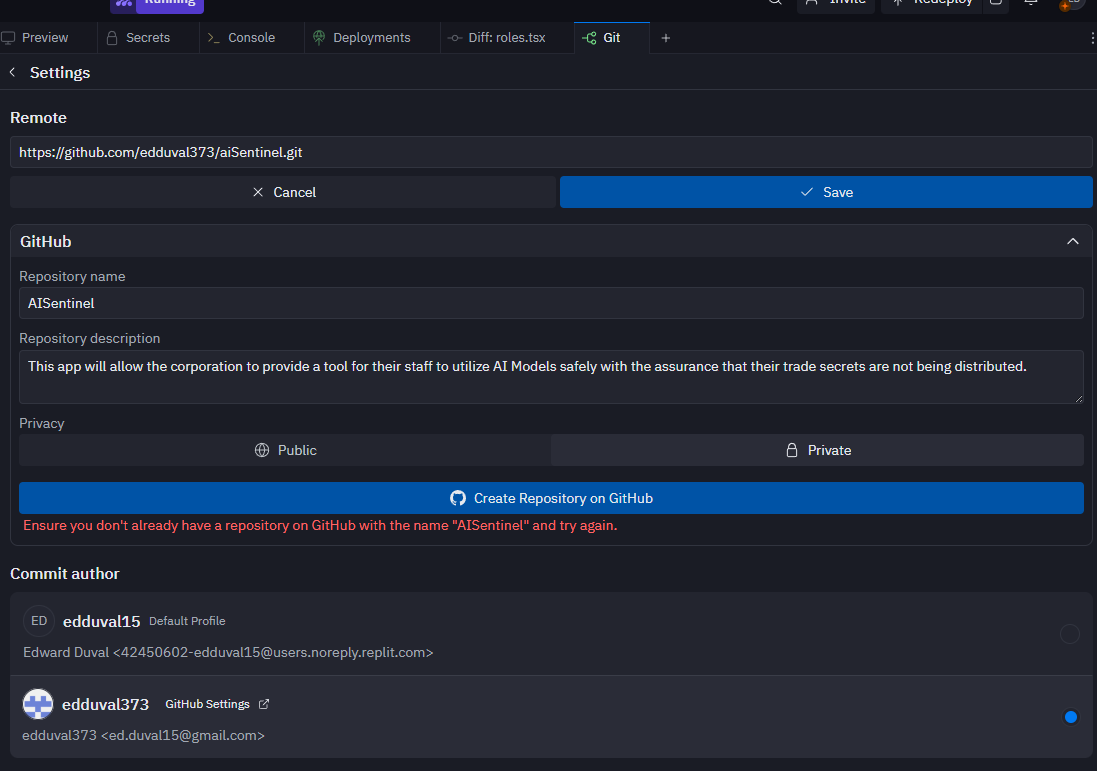 Running
Invite
Redeploy
Preview
Secrets
Console
Deployments
Diff: roles.tsx
Git
Settings
Remote
https://github.com/edduval373/aiSentinel.git
Cancel
Save
GitHub
Repository name
AISentinel
Repository description
This app will allow the corporation to provide a tool for their staff to utilize AI Models safely with the assurance that their trade secrets are not being distributed.
Privacy
Public
Private
Create Repository on GitHub
Ensure you don't already have a repository on GitHub with the name "AISentinel" and try again.
Commit author
ED
edduval15 Default Profile
Edward Duval <42450602-edduval15@users.noreply.replit.com>
edduval373 GitHub Settings
edduval373 <ed.duval15@gmail.com>